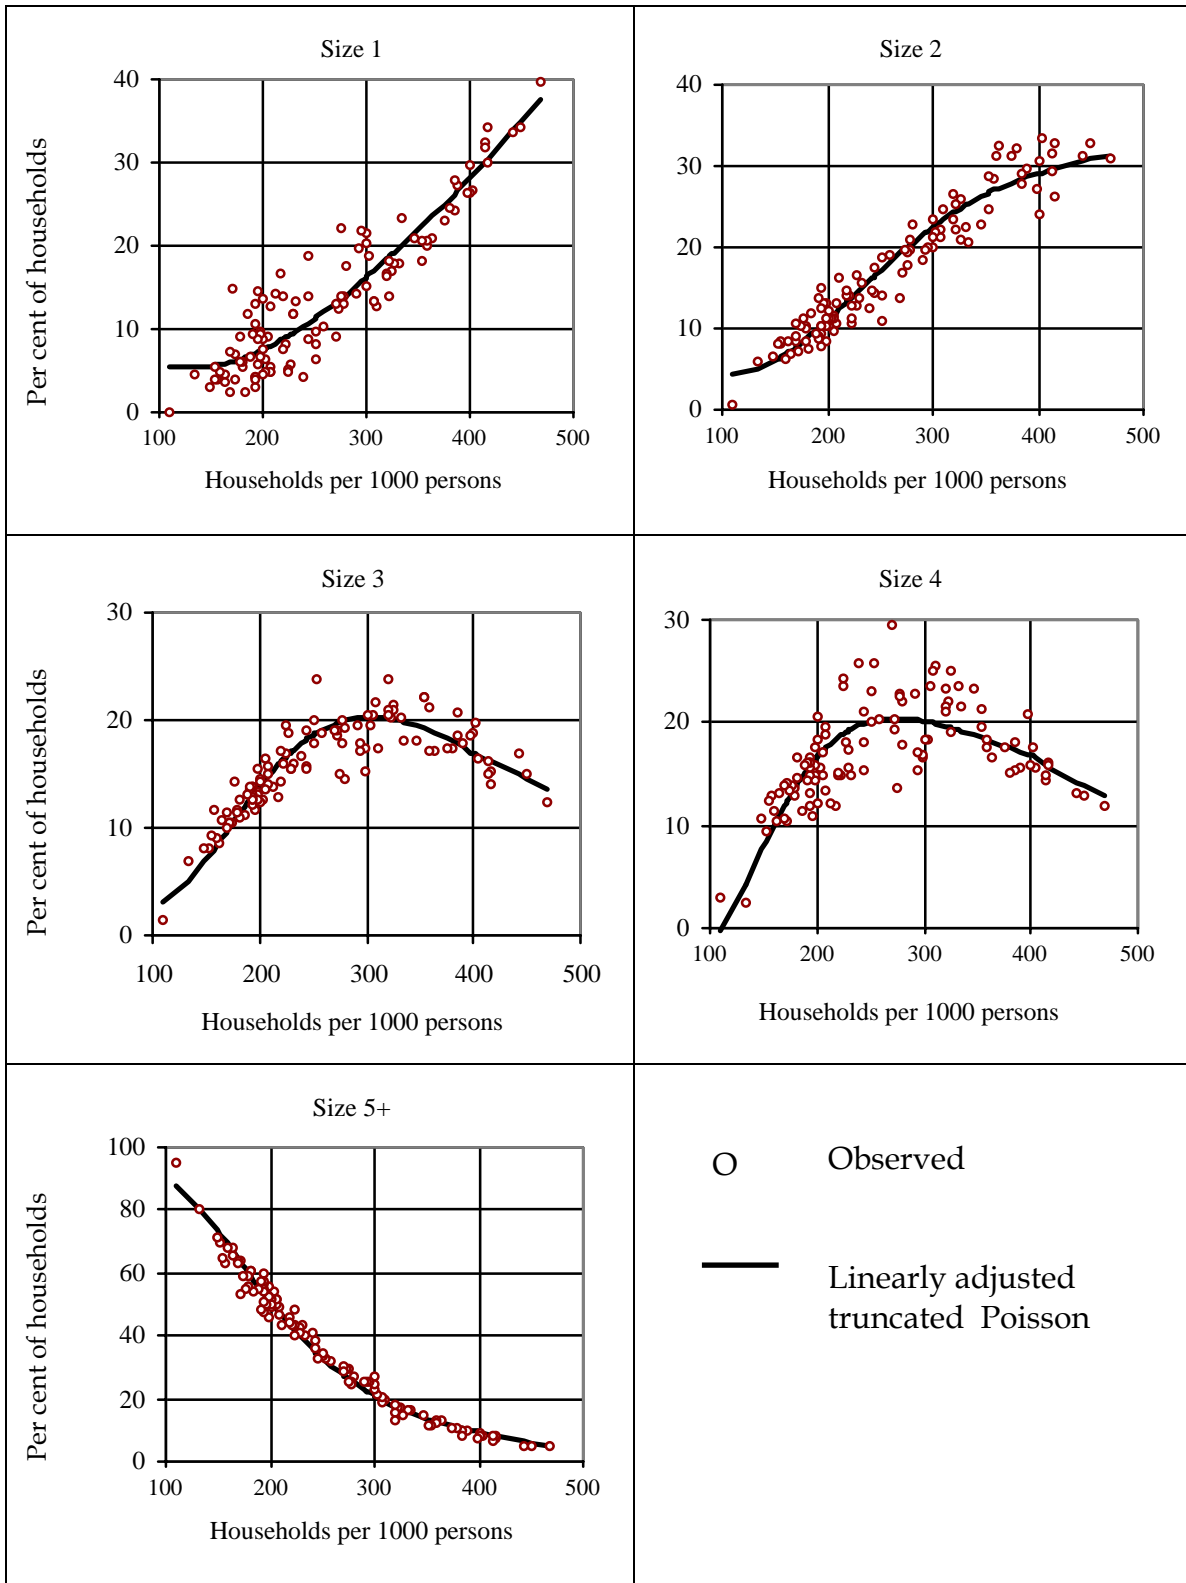 Size 1
Per cent of households
40
30
20
10
0
100 200 300 400 500
Households per 1000 persons
Size 2
40
30
20
10
0
100 200 300 400 500
Households per 1000 persons
Size 3
Per cent of households
30
20
10
0
100 200 300 400 500
Households per 1000 persons
Size 4
30
20
10
0
100 200 300 400 500
Households per 1000 persons
Size 5+
Per cent of households
100
80
60
40
20
0
100 200 300 400 500
Households per 1000 persons
O Observed
Linearly adjusted
truncated Poisson